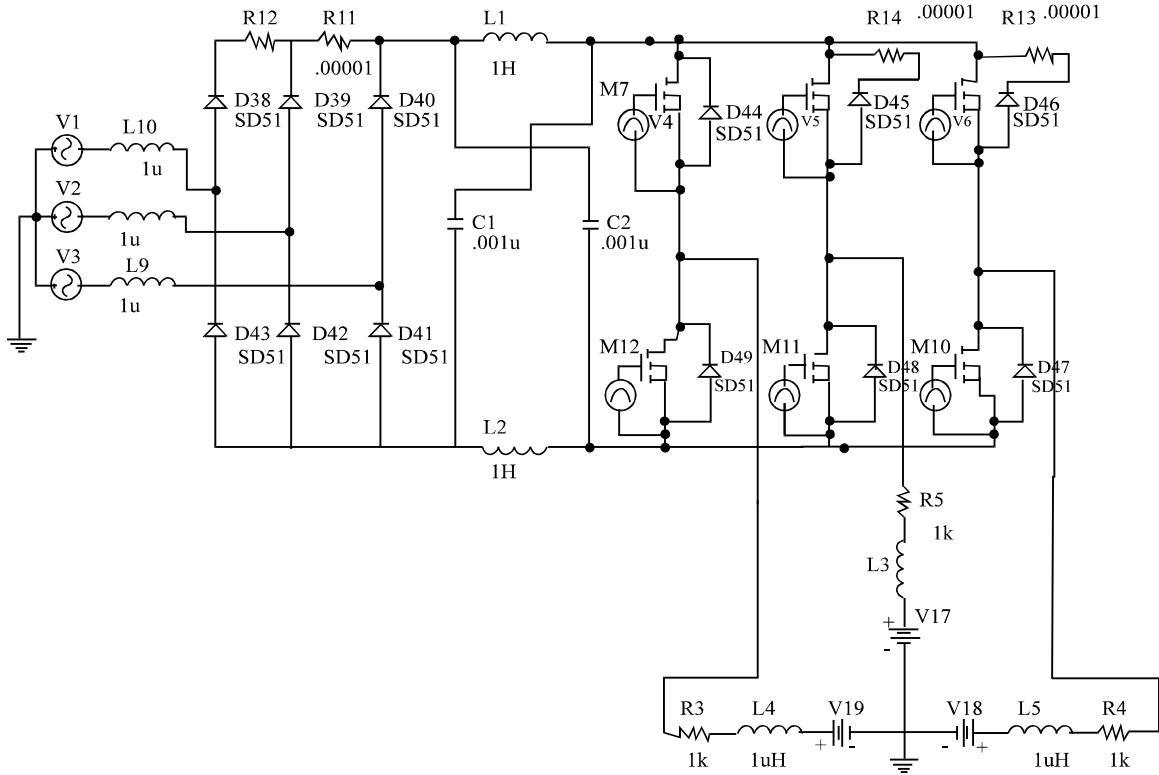 R12
R11
L1
R14
.00001
R13
.00001
.00001
1H
M7
D38
SD51
D39
SD51
D40
SD51
D44
SD51
V4
D45
SD51
V5
D46
SD51
V6
V1
L10
1u
V2
1u
V3
L9
1u
C1
.001u
C2
.001u
D43
SD51
D42
SD51
D41
SD51
M12
D49
SD51
M11
D48
SD51
M10
D47
SD51
L2
1H
R5
1k
L3
+
V17
-
R3
L4
V19
V18
L5
R4
+
-
-
+
1k
1uH
1uH
1k